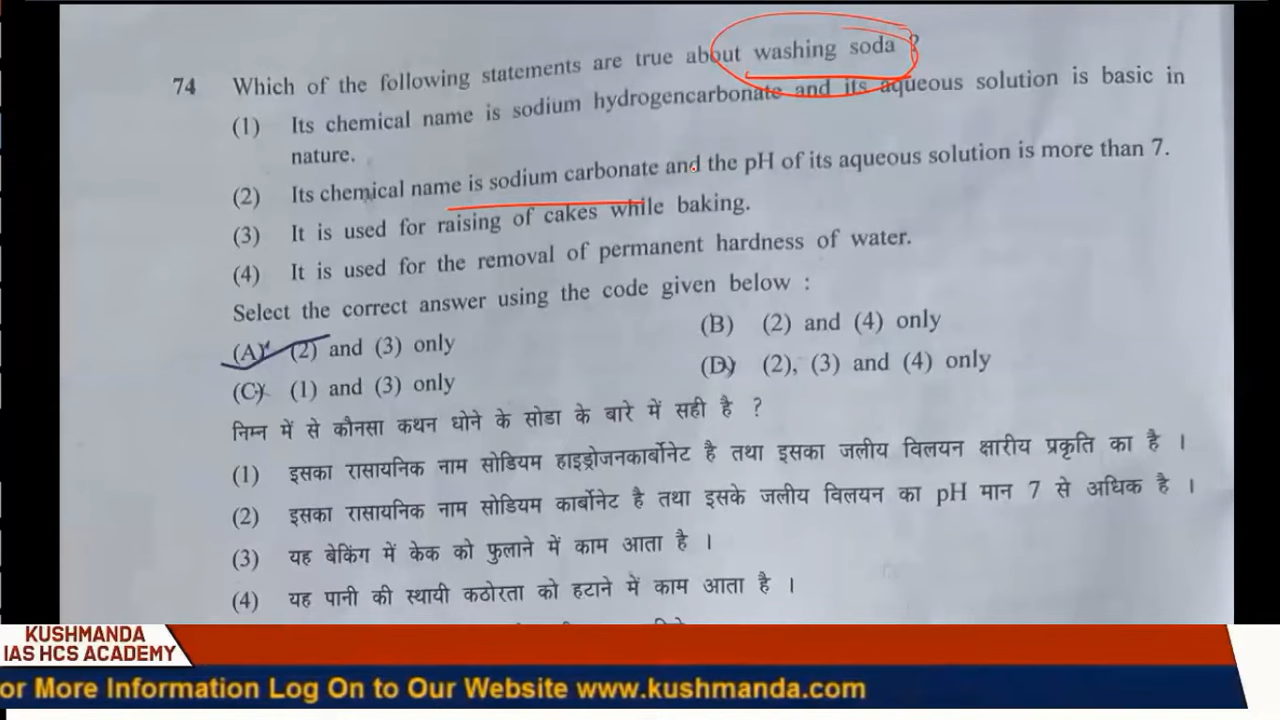 74 Which of the following statements are true about washing soda ?
(1) Its chemical name is sodium hydrogencarbonate and its aqueous solution is basic in
nature.
(2) Its chemical name is sodium carbonate and the pH of its aqueous solution is more than 7.
(3) It is used for raising of cakes while baking.
(4) It is used for the removal of permanent hardness of water.
Select the correct answer using the code given below :
(A) (2) and (3) only
(B) (2) and (4) only
(C) (1) and (3) only
(D) (2), (3) and (4) only
निम्न में से कौनसा कथन धोने के सोडा के बारे में सही है ?
(1) इसका रासायनिक नाम सोडियम हाइड्रोजनकार्बोनेट है तथा इसका जलीय विलयन क्षारीय प्रकृति का है ।
(2) इसका रासायनिक नाम सोडियम कार्बोनेट है तथा इसके जलीय विलयन का pH मान 7 से अधिक है ।
(3) यह बेकिंग में केक को फुलाने में काम आता है ।
(4) यह पानी की स्थायी कठोरता को हटाने में काम आता है ।
KUSHMANDA
IAS HCS ACADEMY
or More Information Log On to Our Website www.kushmanda.com